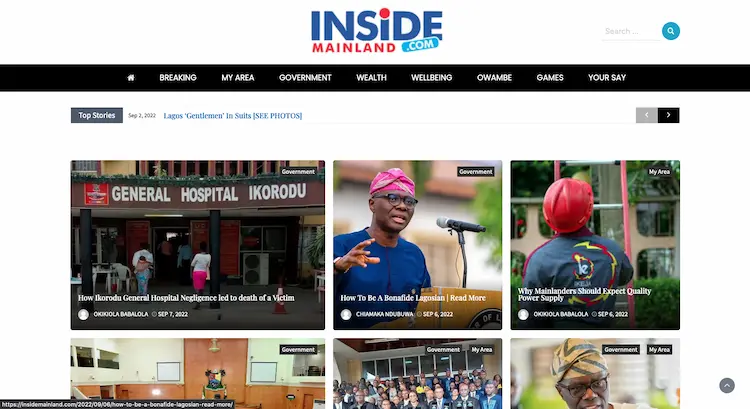 INSiDE
MAINLAND .COM
Search ...
BREAKING MY AREA GOVERNMENT WEALTH WELLBEING OWAMBE GAMES YOUR SAY
Top Stories Sep 2, 2022 Lagos ‘Gentlemen’ In Suits [SEE PHOTOS]
Government
GENERAL HOSPITAL IKORODU
How Ikorodu General Hospital Negligence led to death of a Victim
OKIKIOLA BABALOLA SEP 7, 2022
Government
How To Be A Bonafide Lagosian | Read More
CHIAMAKA NDUBUWA SEP 6, 2022
My Area
IKEJA
Why Mainlanders Should Expect Quality
Power Supply
OKIKIOLA BABALOLA SEP 6, 2022
Government
Government My Area
Government My Area
https://insidemainland.com/2022/09/06/how-to-be-a-bonafide-lagosian-read-more/